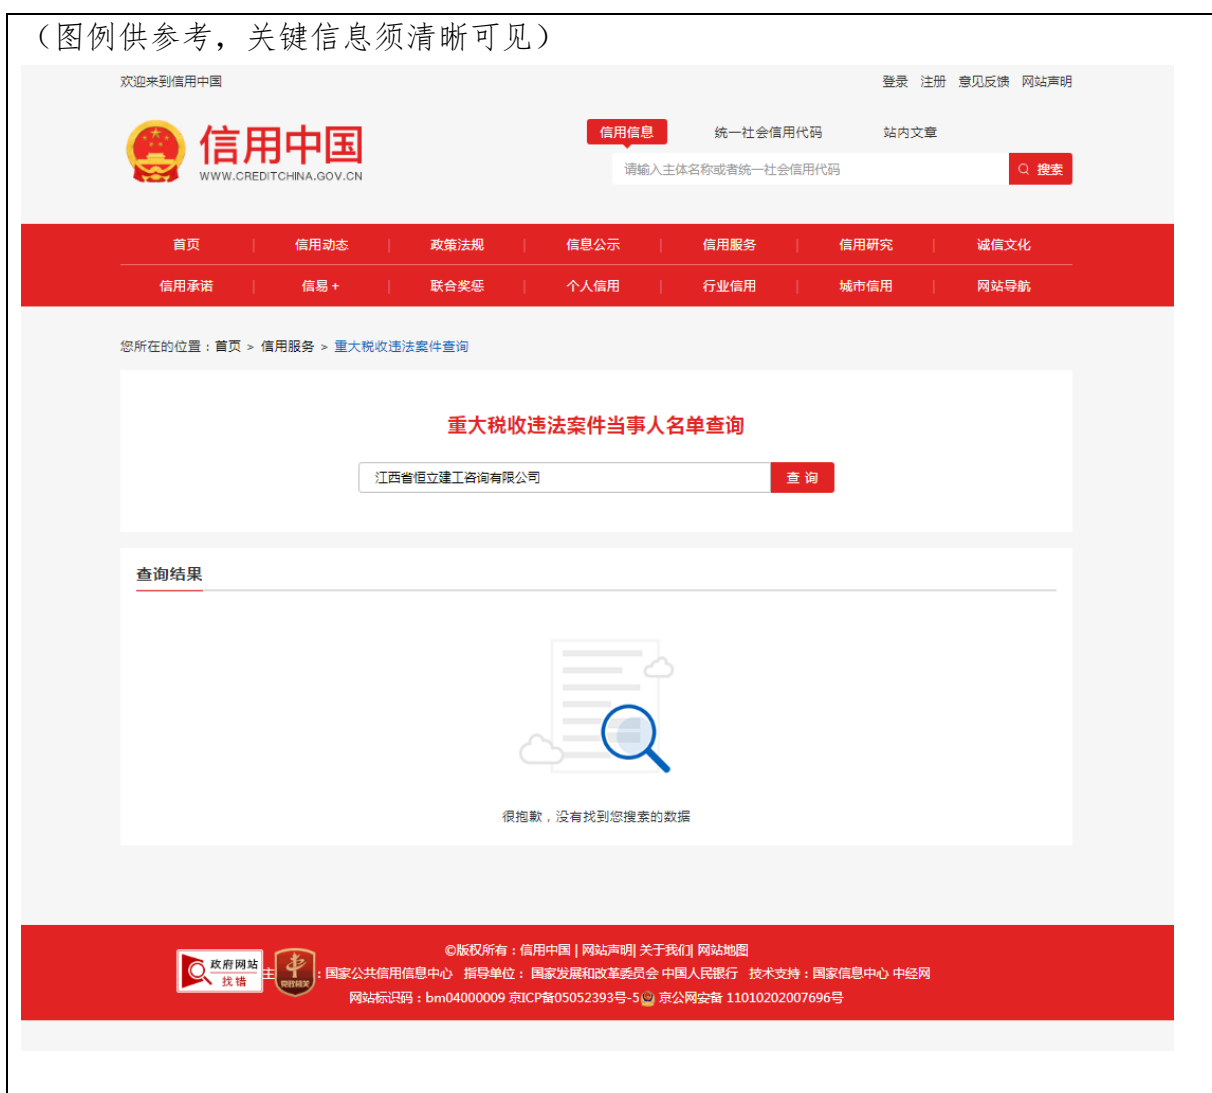 （图例供参考，关键信息须清晰可见）
欢迎来到信用中国 登录 注册 意见反馈 网站声明
信用中国
WWW.CREDITCHINA.GOV.CN
信用信息 统一社会信用代码 站内文章
请输入主体名称或者统一社会信用代码 搜索
首页 信用动态 政策法规 信息公示 信用服务 信用研究 诚信文化
信用承诺 信易+ 联合奖惩 个人信用 行业信用 城市信用 网站导航
您所在的位置：首页 > 信用服务 > 重大税收违法案件查询
重大税收违法案件当事人名单查询
江西省恒立建工咨询有限公司 查询
查询结果
很抱歉，没有找到您搜索的数据
©版权所有：信用中国 | 网站声明| 关于我们| 网站地图
政府网站
找错
党政机关
主 ：国家公共信用信息中心 指导单位：国家发展和改革委员会 中国人民银行 技术支持：国家信息中心 中经网
网站标识码：bm04000009 京ICP备05052393号-5 京公网安备 11010202007696号